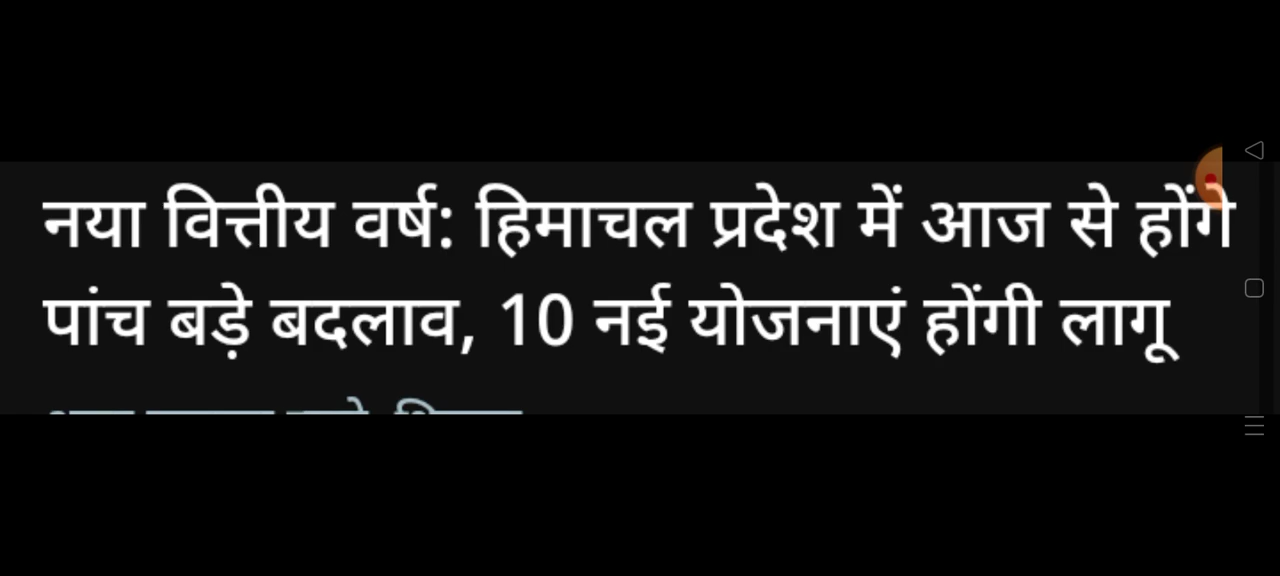 नया वित्तीय वर्ष: हिमाचल प्रदेश में आज से होंगे
पांच बड़े बदलाव, 10 नई योजनाएं होंगी लागू